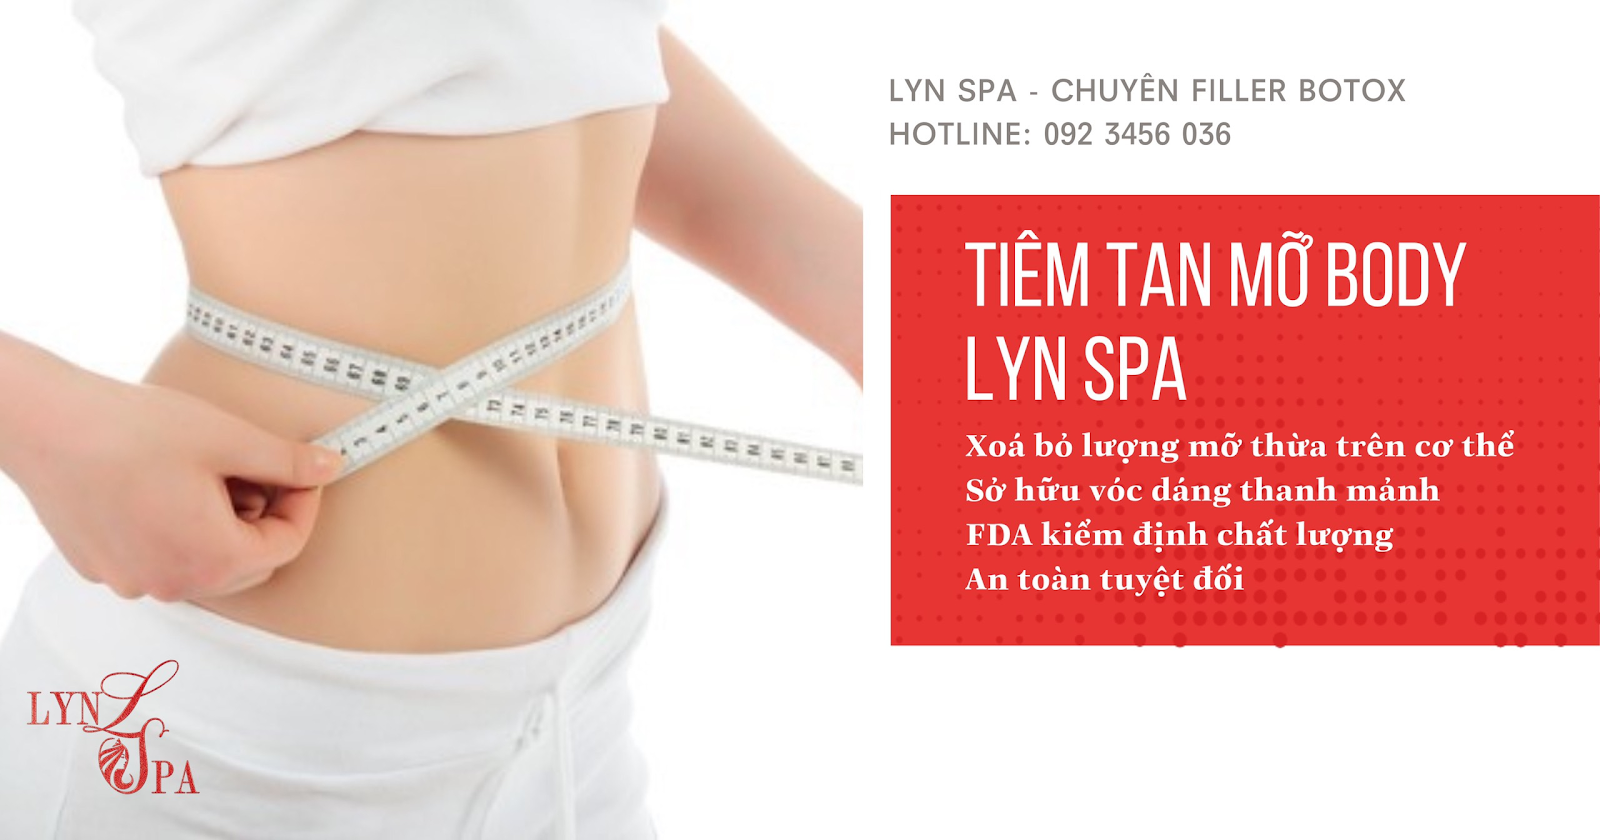 LYN SPA - CHUYÊN FILLER BOTOX
HOTLINE: 092 3456 036
TIÊM TAN MỠ BODY
LYN SPA
Xoá bỏ lượng mỡ thừa trên cơ thể
Sở hữu vóc dáng thanh mảnh
FDA kiểm định chất lượng
An toàn tuyệt đối
LYN L
SPA